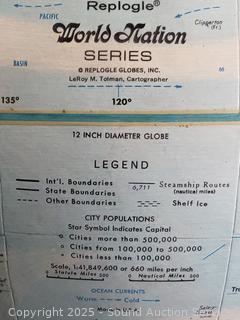 Replogle®
PACIFIC
Clipperton
(Fr.)
World Nation
SERIES
BASIN
© REPLOGLE GLOBES, INC.
LeRoy M. Tolman, Cartographer
135°
120°
12 INCH DIAMETER GLOBE
LEGEND
Int'l. Boundaries
State Boundaries
Other Boundaries
6,711
Steamship Routes
(nautical miles)
Shelf Ice
CITY POPULATIONS
Star Symbol Indicates Capital
Cities more than 500,000
Cities from 100,000 to 500,000
Cities less than 100,000
Scale, 1:41,849,600 or 660 miles per inch
Statute Miles 500
Nautical Miles 500
OCEAN CURRENTS
Warm
Cold
Copyright 2025 - Sound Auction Service